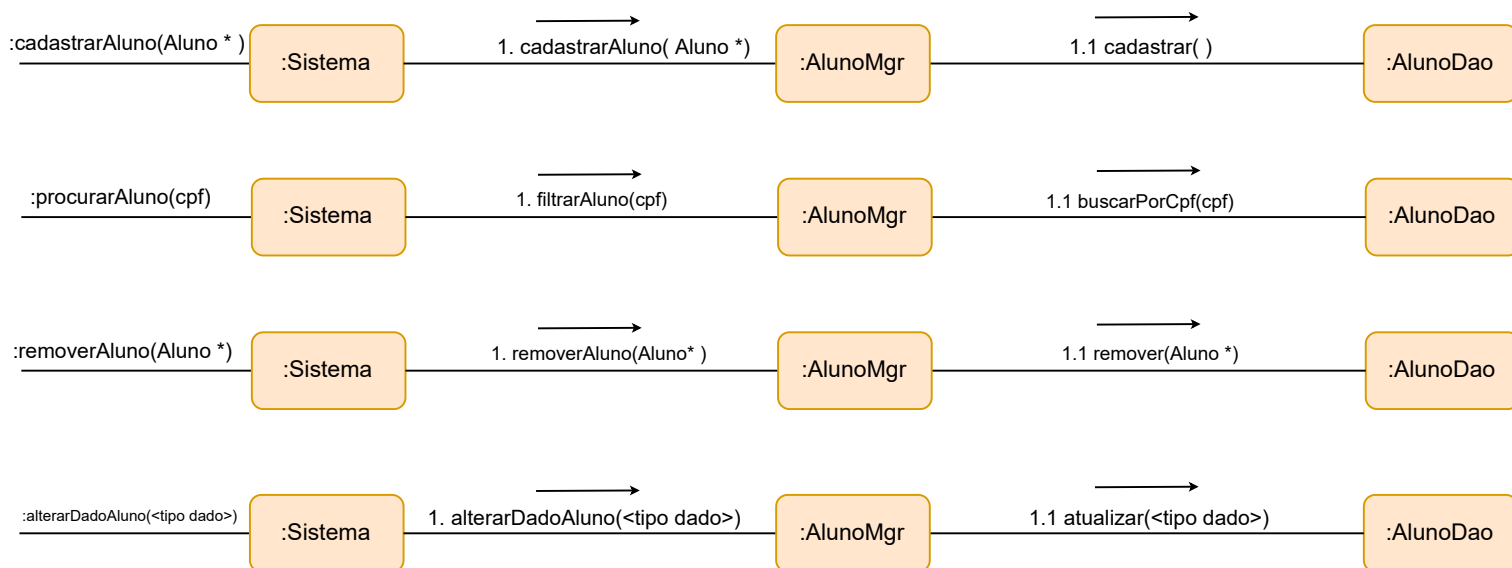 :cadastrarAluno(Aluno * )
:Sistema
1. cadastrarAluno( Aluno *)
:AlunoMgr
1.1 cadastrar( )
:AlunoDao
:procurarAluno(cpf)
:Sistema
1. filtrarAluno(cpf)
:AlunoMgr
1.1 buscarPorCpf(cpf)
:AlunoDao
:removerAluno(Aluno *)
:Sistema
1. removerAluno(Aluno* )
:AlunoMgr
1.1 remover(Aluno *)
:AlunoDao
:alterarDadoAluno(<tipo dado>)
:Sistema
1. alterarDadoAluno(<tipo dado>)
:AlunoMgr
1.1 atualizar(<tipo dado>)
:AlunoDao